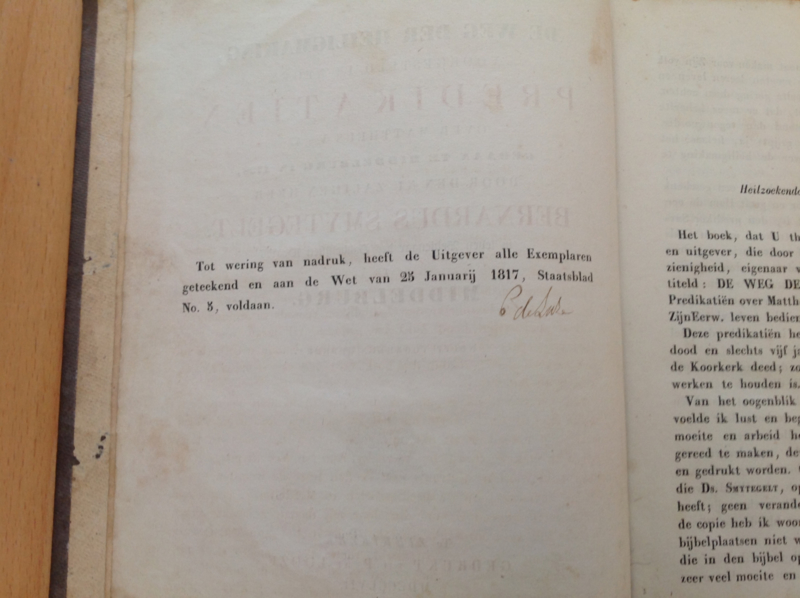 Tot wering van nadruk, heeft de Uitgever alle Exemplaren
geteekend en aan de Wet van 25 Januarij 1817, Staatsblad
No. 5, voldaan.
Heilzoekende
Het boek, dat U th
en uitgever, die door
zienigheid, eigenaar v
titeld: DE WEG DE
Predikatiën over Matth
ZijnEerw. leven bedien
Deze predikatiën he
dood en slechts vijf j
de Koorkerk deed; zo
werken te houden is.
Van het oogenblik
voelde ik lust en beg
moeite en arbeid he
gereed te maken, de
en gedrukt worden.
die Ds. Smytegelt, op
heeft; geen verand
de copie heb ik woor
bijbelplaatsen niet w
die in den bijbel op
zeer veel moeite en